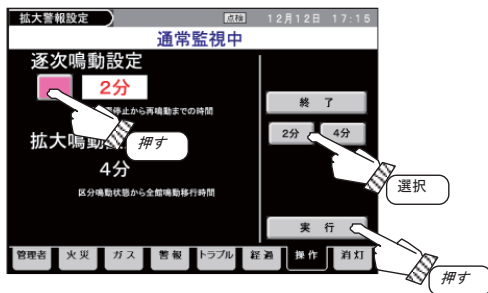 拡大警報設定 点検 12月12日 17:15
通常監視中
逐次鳴動設定
2分
停止から再鳴動までの時間
押す
拡大鳴動
4分
区分鳴動状態から全館鳴動移行時間
終 了
2分 4分
選択
実 行
押す
管理者 火災 ガス 警報 トラブル 経過 操作 消灯